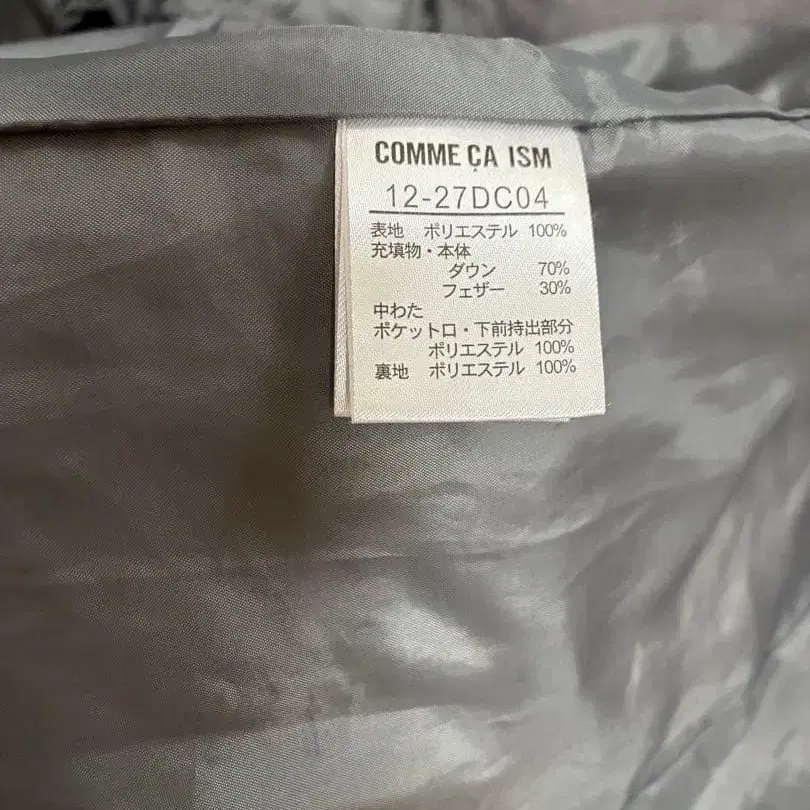 COMME ÇA ISM
12-27DC04
表地 ポリエステル 100%
充填物・本体
ダウン 70%
フェザー 30%
中わた
ポケット口・下前持出部分
ポリエステル 100%
裏地 ポリエステル 100%